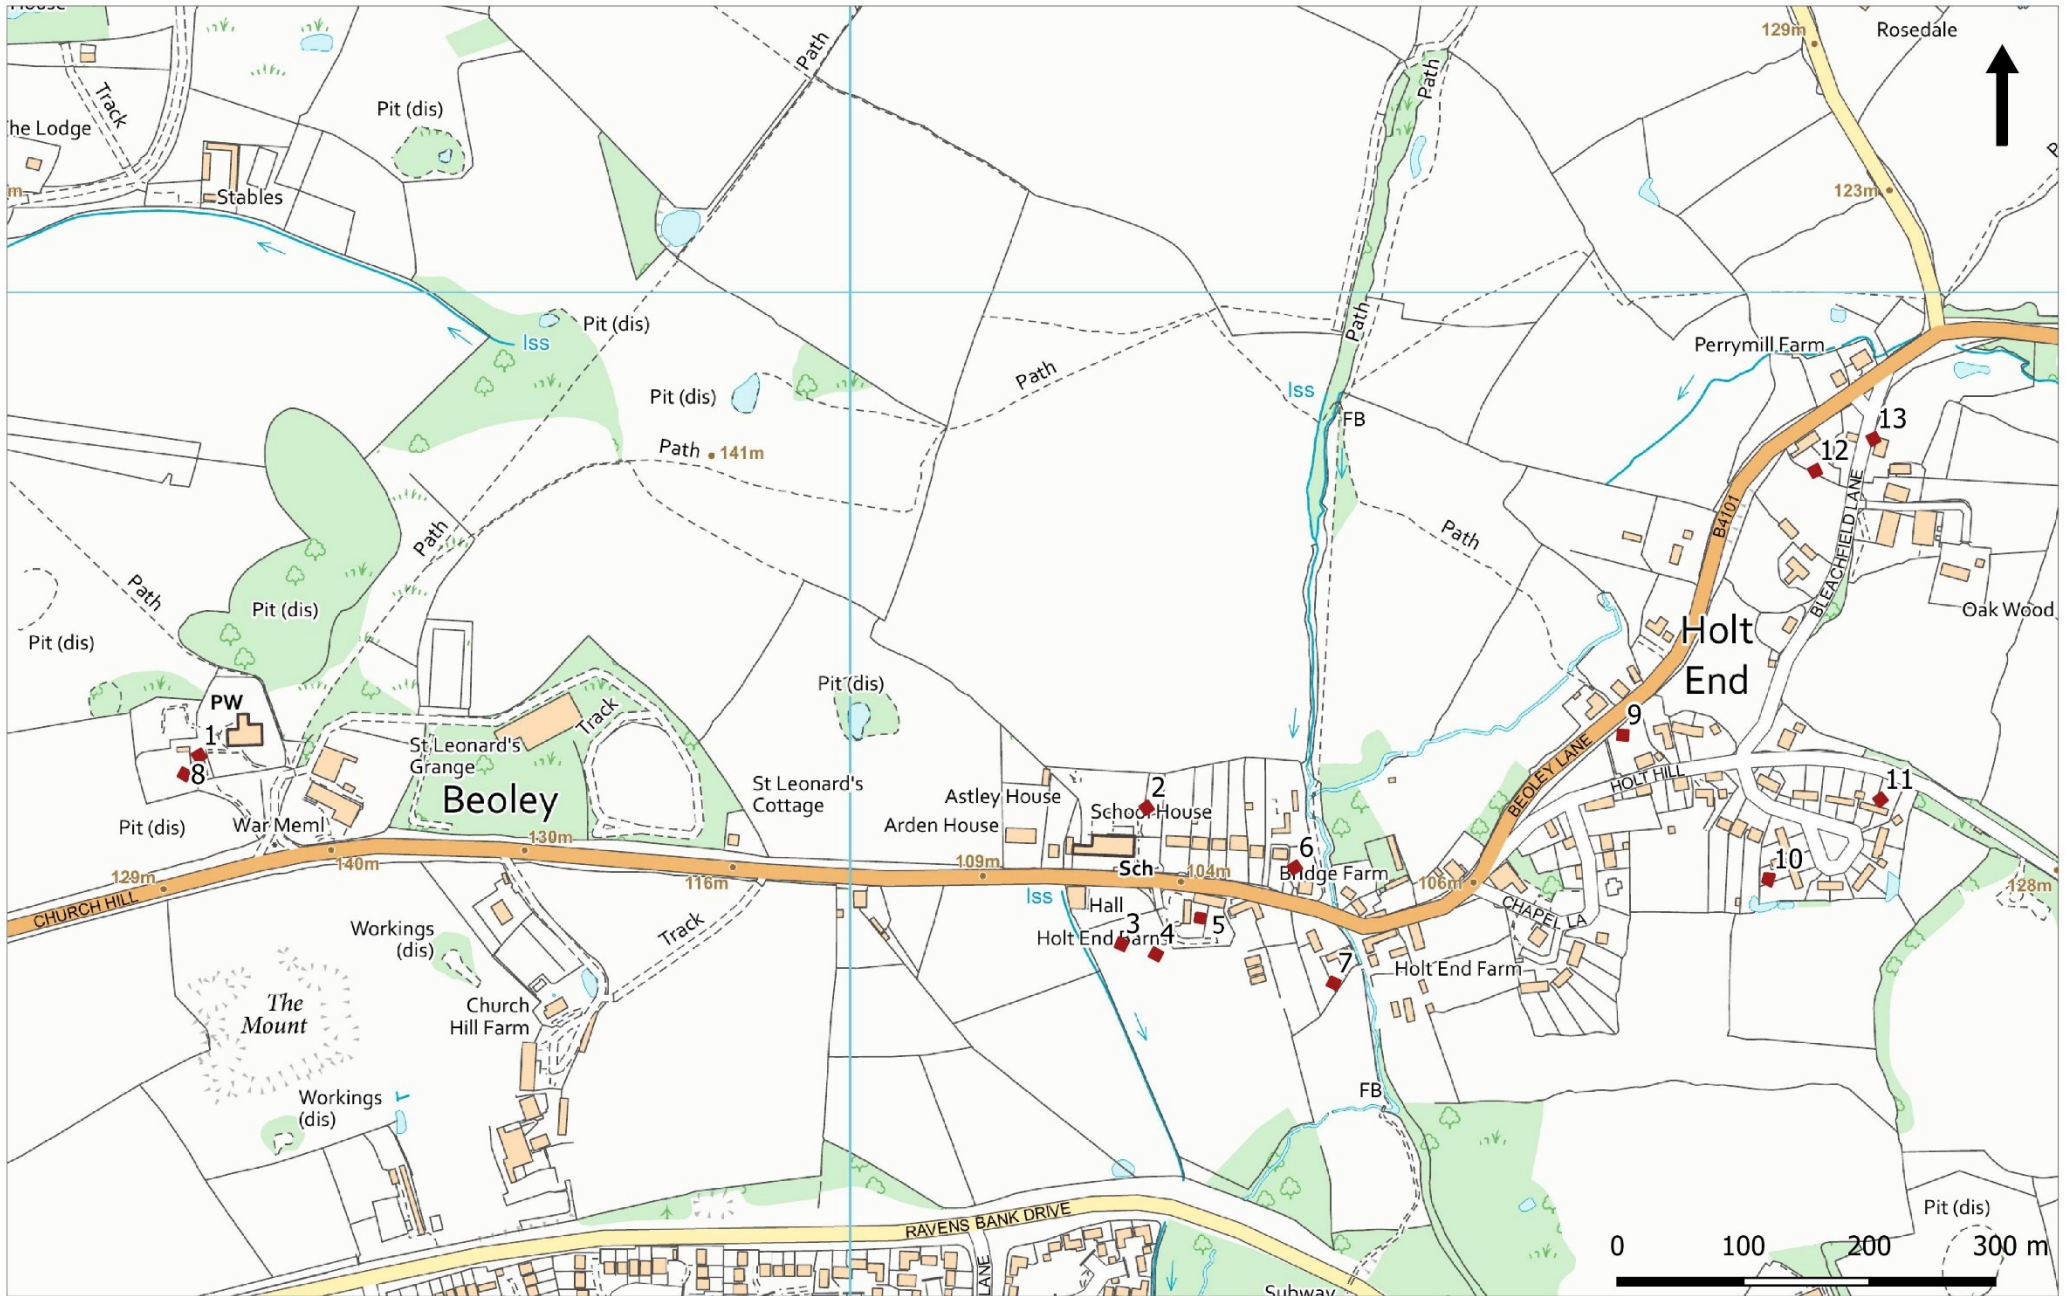 House
Path
Path
129m
Rosedale
Track
Pit (dis)
he Lodge
m
Stables
123m
Iss
Pit (dis)
Path
Perrymill Farm
Path
Pit (dis)
Iss
FB
13
Path
141m
12
Path
B4101
Path
BLEACHFIELD LANE
Path
Pit (dis)
Pit (dis)
Oak Wood
Holt
End
Pit (dis)
PW
1
8
St Leonard's
Grange
Track
9
Beoley
St Leonard's
Cottage
Astley House
Arden House
2
School House
BEOLEY LANE
HOLT HILL
11
Pit (dis)
War Meml
130m
140m
129m
116m
109m
Sch
104m
6
Bridge Farm
106m
10
128m
CHURCH HILL
Iss
Hall
3
4
5
Holt End Barns
CHAPEL LA
Workings
(dis)
Track
7
Holt End Farm
The
Mount
Church
Hill Farm
Workings
(dis)
FB
RAVENS BANK DRIVE
Pit (dis)
LANE
0
100
200
300 m
Subway